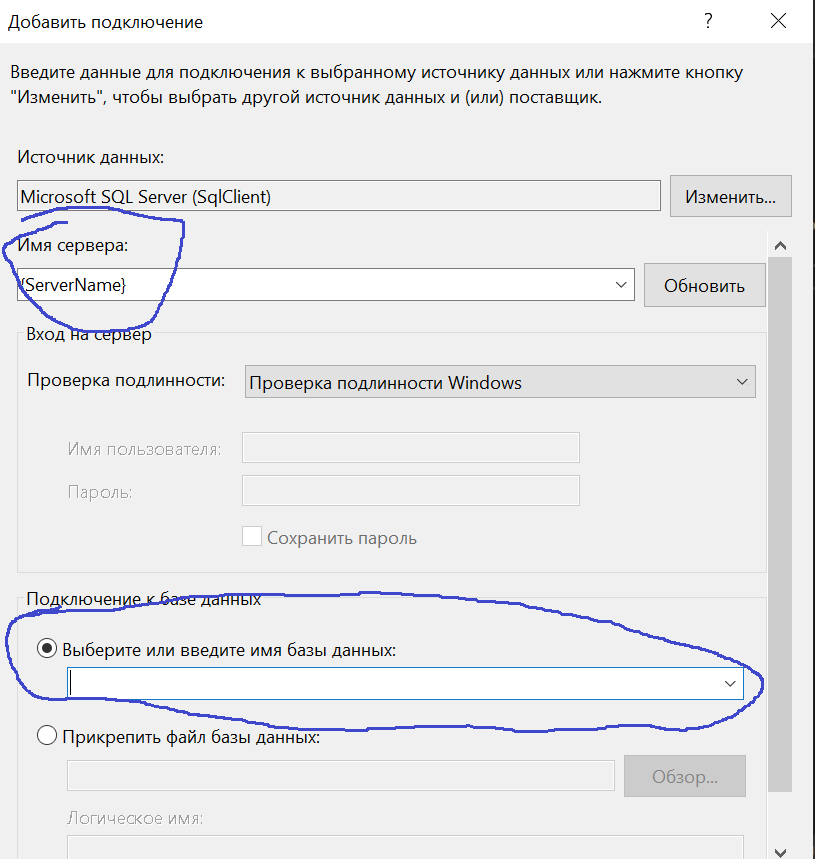 Добавить подключение
?
Введите данные для подключения к выбранному источнику данных или нажмите кнопку
"Изменить", чтобы выбрать другой источник данных и (или) поставщик.
Источник данных:
Microsoft SQL Server (SqlClient)
Изменить...
Имя сервера:
{ServerName}
Обновить
Вход на сервер
Проверка подлинности:
Проверка подлинности Windows
Имя пользователя:
Пароль:
Сохранить пароль
Подключение к базе данных
Выберите или введите имя базы данных:
Прикрепить файл базы данных:
Обзор...
Логическое имя: